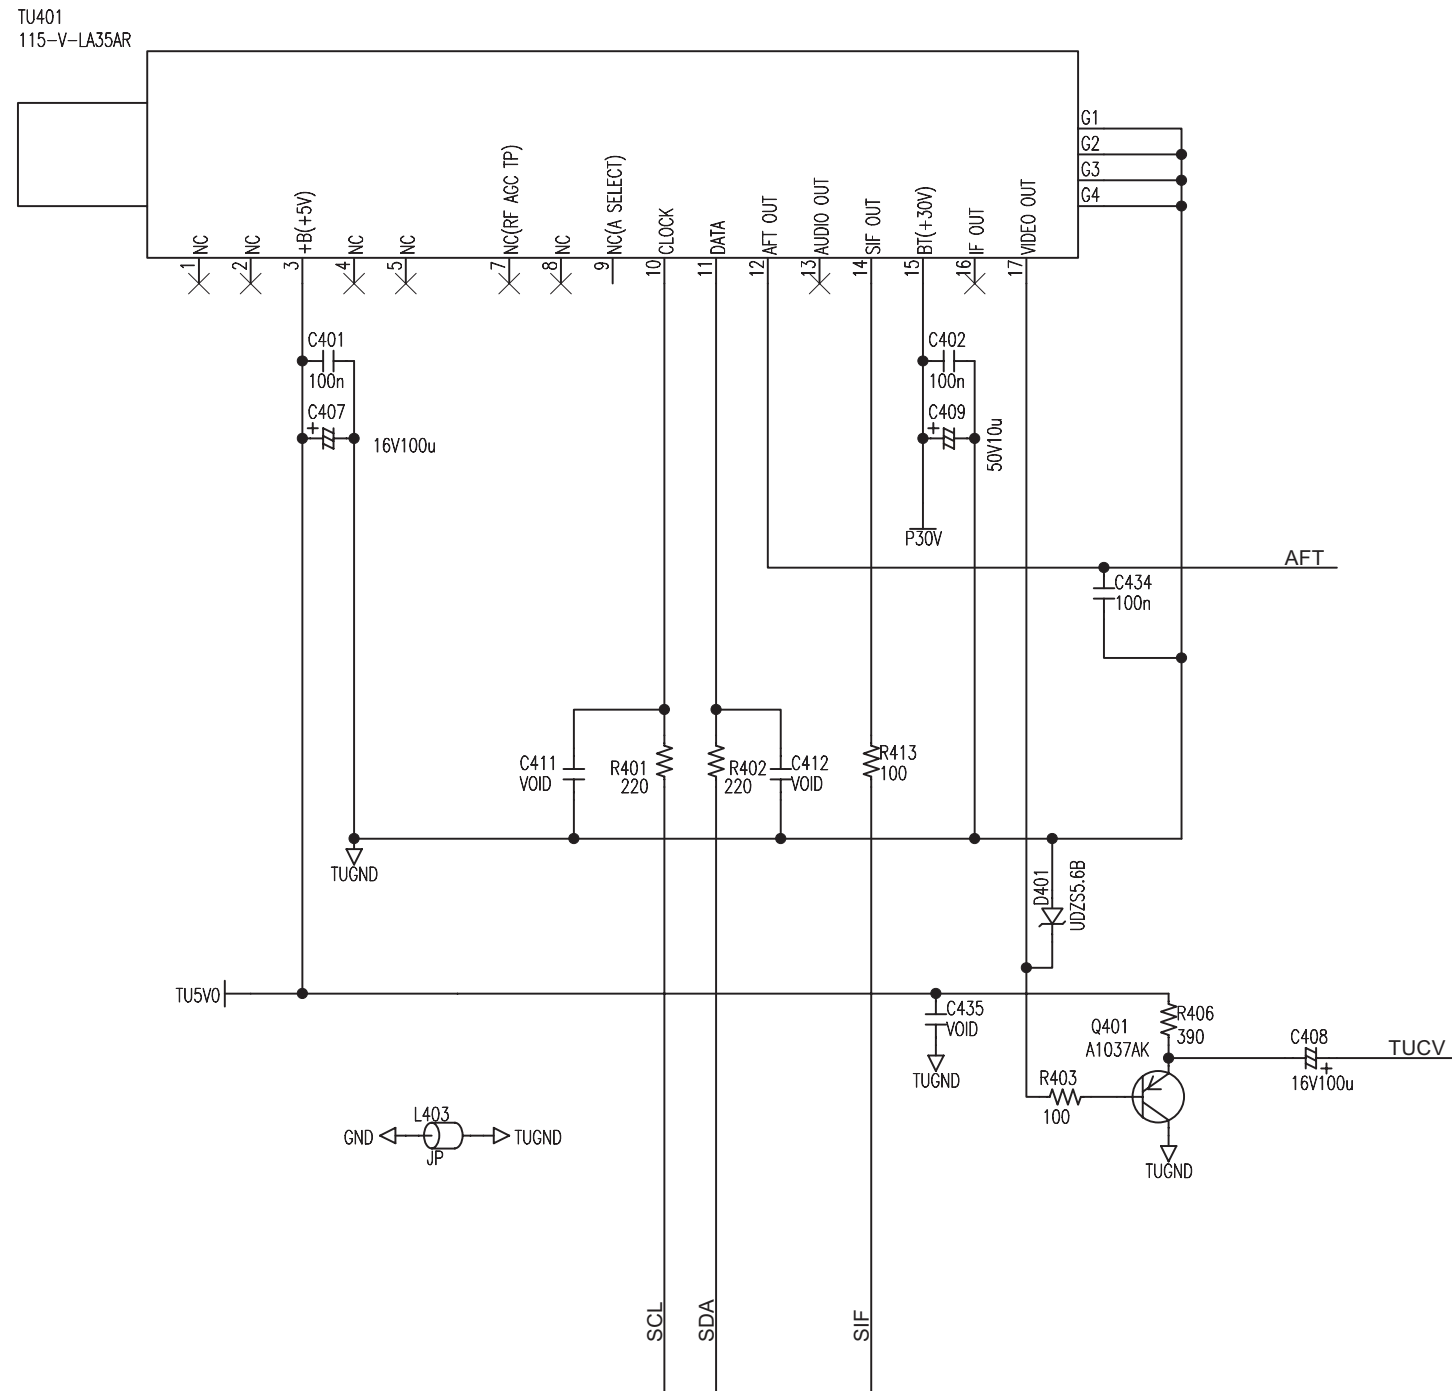 TU401
115-V-LA35AR
G1
G2
G3
G4
NC
NC
+B(+5V)
NC
NC
NC(RF AGC TP)
NC
NC(A SELECT)
CLOCK
DATA
AFT OUT
AUDIO OUT
SIF OUT
BT(+30V)
IF OUT
VIDEO OUT
1
2
3
4
5
7
8
9
10
11
12
13
14
15
16
17
C401
100n
C407
+
16V100u
C402
100n
C409
+
50V10u
P30V
AFT
C434
100n
C411
VOID
R401
220
R402
220
C412
VOID
R413
100
TUGND
D401
UDZS5.6B
TU5V0
C435
VOID
TUGND
Q401
A1037AK
R406
390
C408
+
16V100u
TUCV
R403
100
TUGND
L403
GND
TUGND
JP
SCL
SDA
SIF